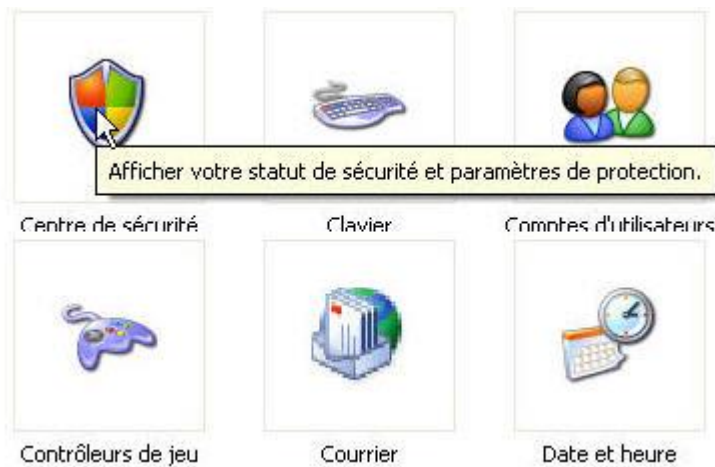 Afficher votre statut de sécurité et paramètres de protection.
Centre de sécurité
Clavier
Comptes d'utilisateurs
Contrôleurs de jeu
Courrier
Date et heure